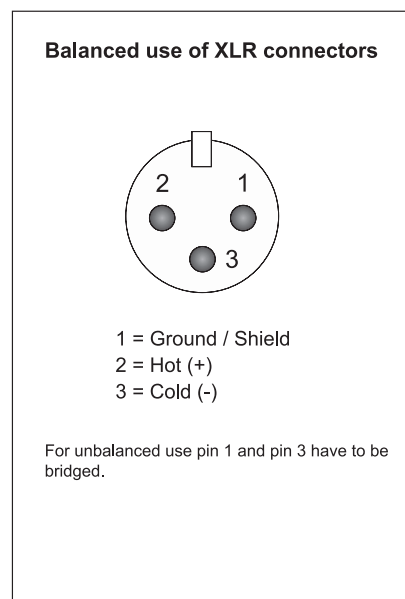 Balanced use of XLR connectors
2 1
3
1 = Ground / Shield
2 = Hot (+)
3 = Cold (-)
For unbalanced use pin 1 and pin 3 have to be
bridged.